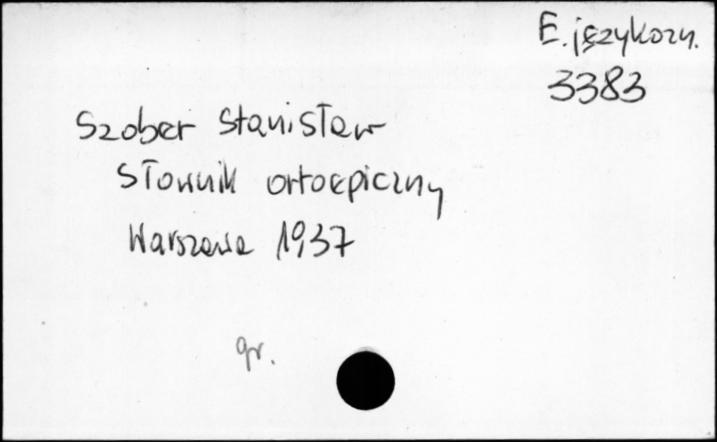 E. językozn.
3383
Szober Stanisław
Słownik ortoepiczny
Warszawa 1937
gr.